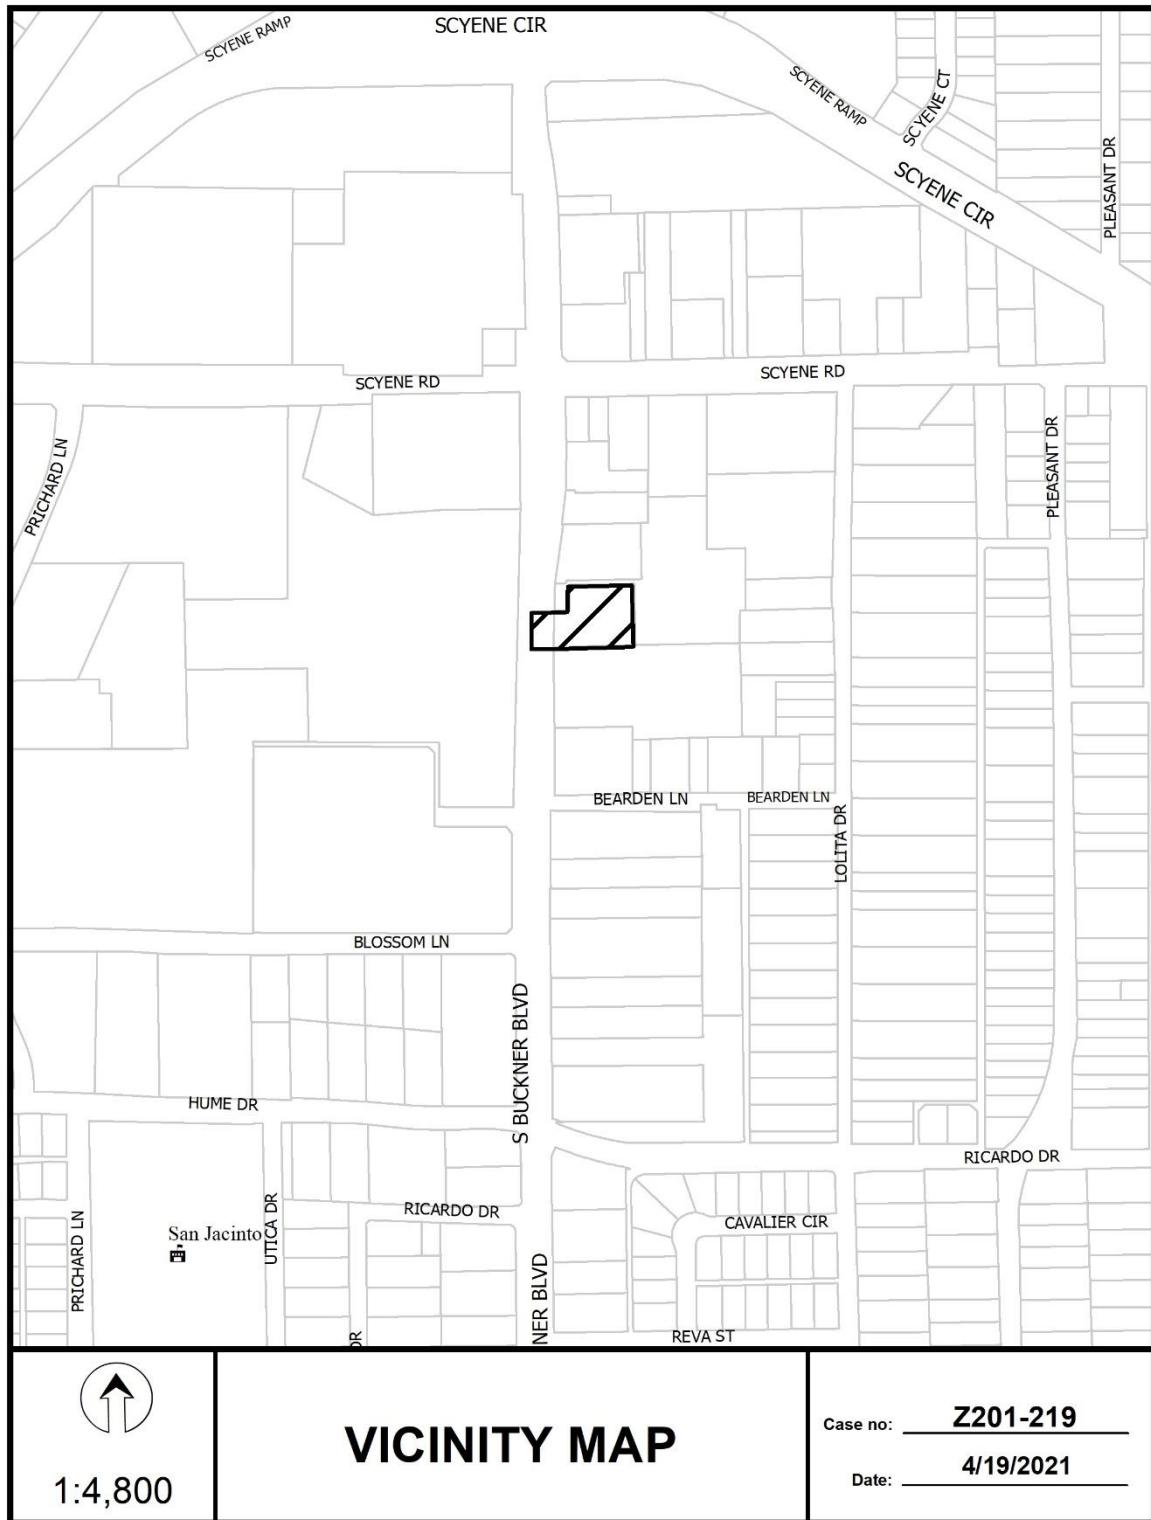 SCYENE CIR
SCYENE RAMP
SCYENE RAMP
SCYENE CT
PLEASANT DR
SCYENE CIR
SCYENE RD
SCYENE RD
PRICHARD LN
PLEASANT DR
BEARDEN LN
BEARDEN LN
LOLITA DR
BLOSSOM LN
S BUCKNER BLVD
HUME DR
RICARDO DR
UTICA DR
RICARDO DR
CAVALIER CIR
San Jacinto
PRICHARD LN
NER BLVD
DR
REVA ST
1:4,800
VICINITY MAP
Case no: Z201-219
Date: 4/19/2021